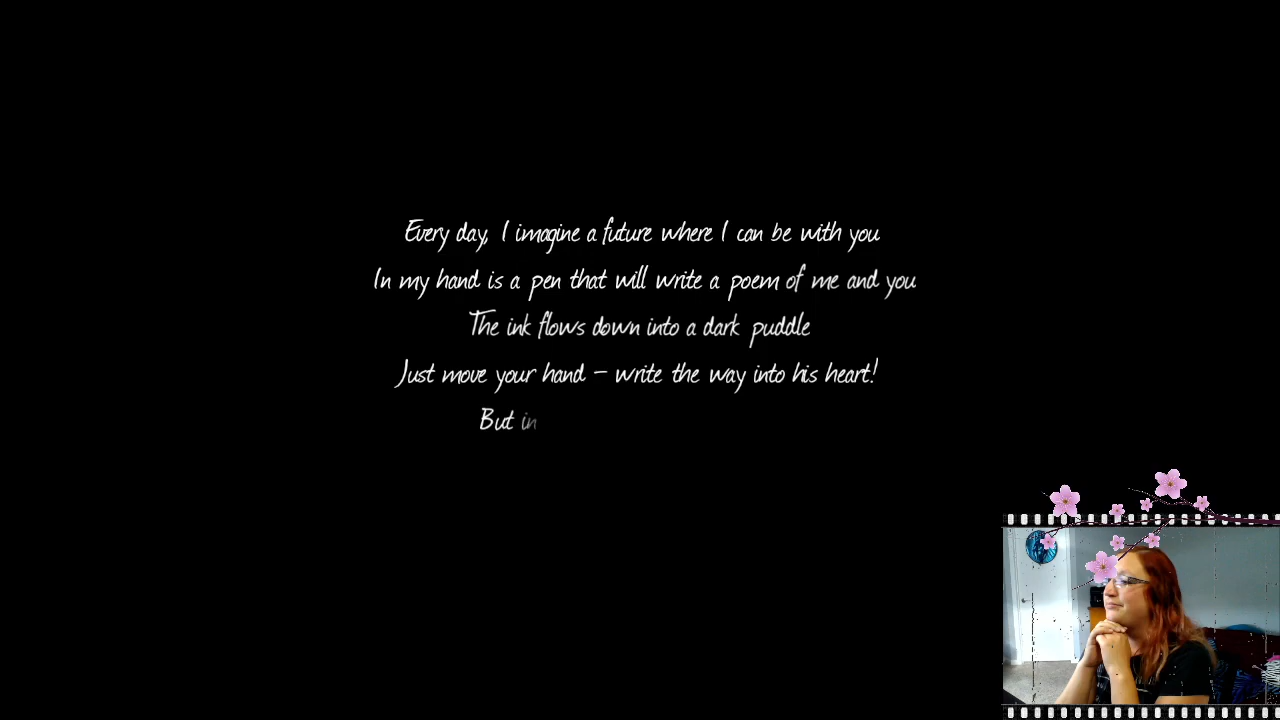 Every day, I imagine a future where I can be with you
In my hand is a pen that will write a poem of me and you
The ink flows down into a dark puddle
Just move your hand – write the way into his heart!
But in